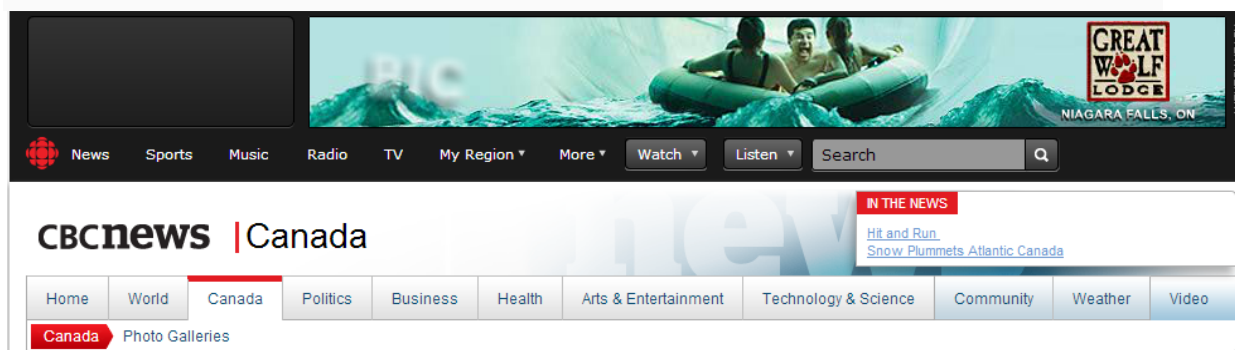 GREAT
WOLF
LODGE
NIAGARA FALLS, ON
News Sports Music Radio TV My Region More Watch Listen Search
IN THE NEWS
Hit and Run
Snow Plummets Atlantic Canada
CBCnews | Canada
Home World Canada Politics Business Health Arts & Entertainment Technology & Science Community Weather Video
Canada Photo Galleries